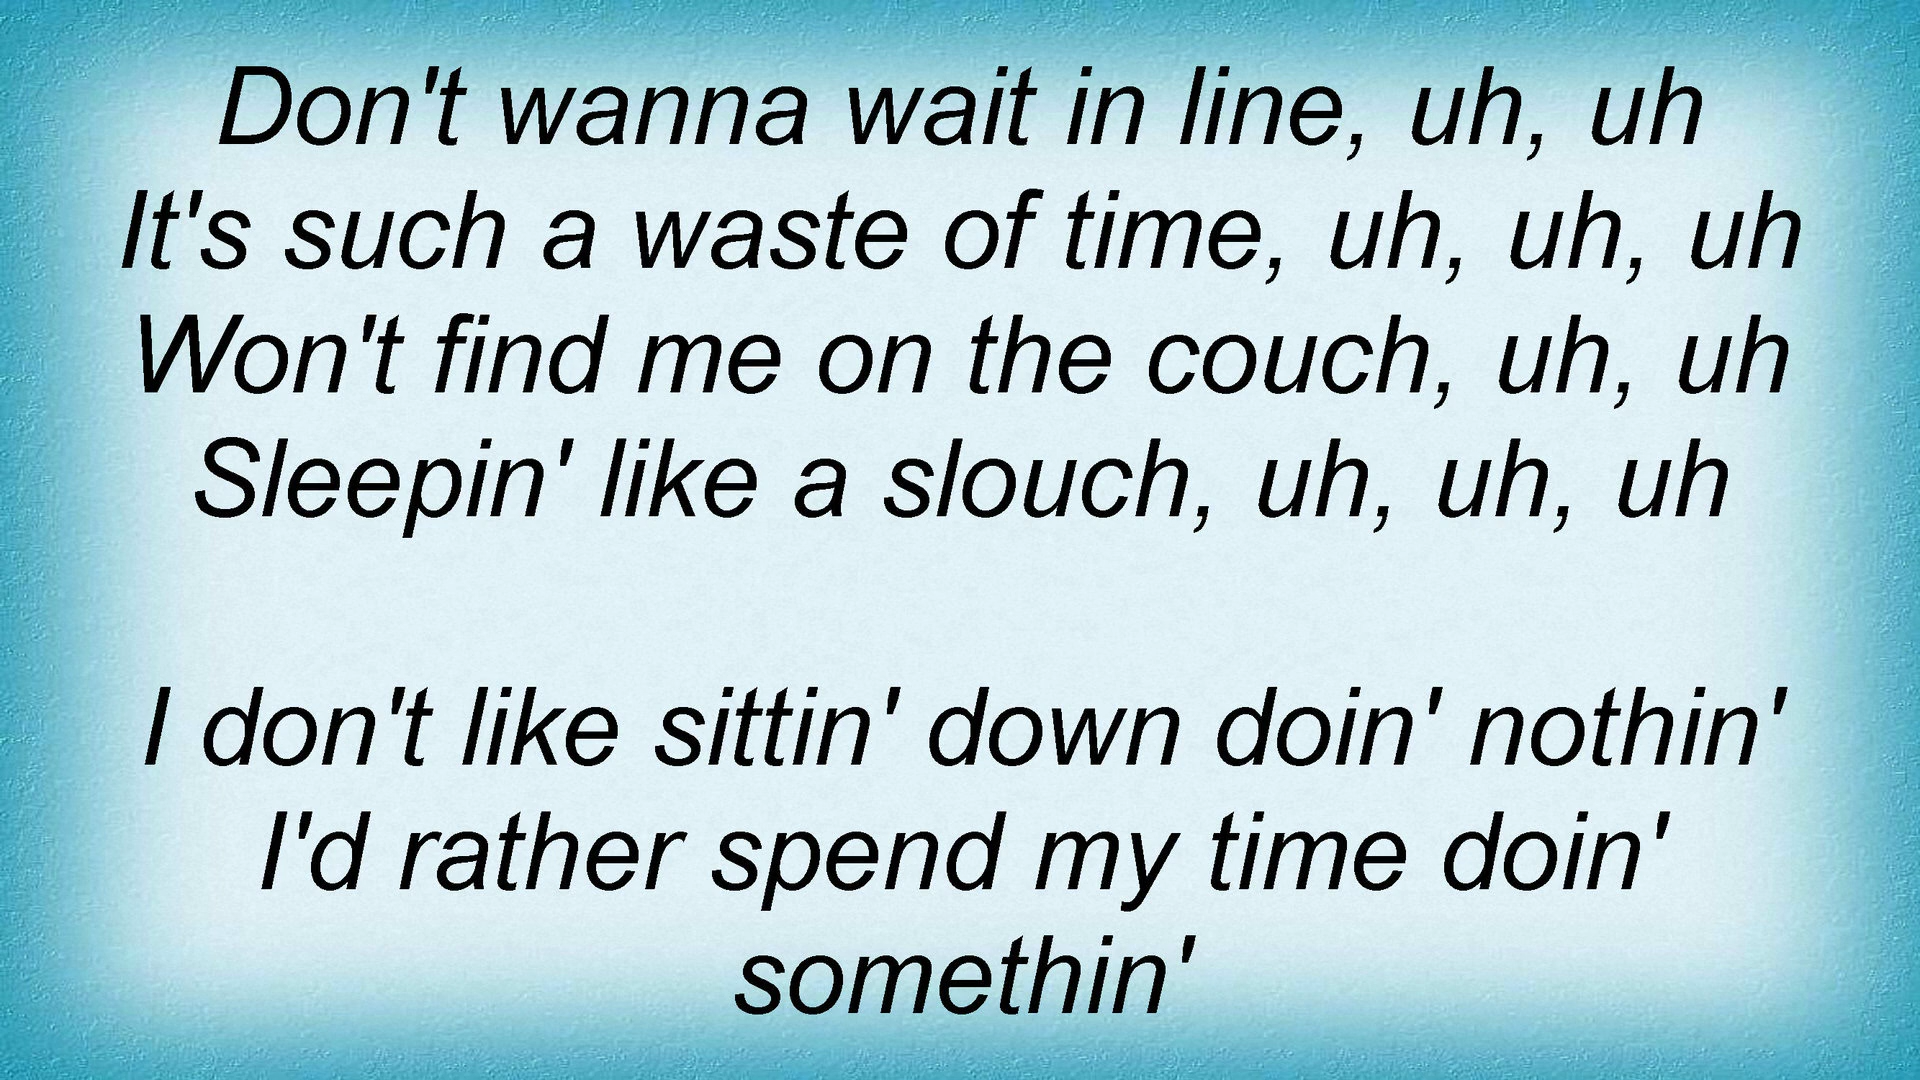 Don't wanna wait in line, uh, uh
It's such a waste of time, uh, uh, uh
Won't find me on the couch, uh, uh
Sleepin' like a slouch, uh, uh, uh
I don't like sittin' down doin' nothin'
I'd rather spend my time doin'
somethin'